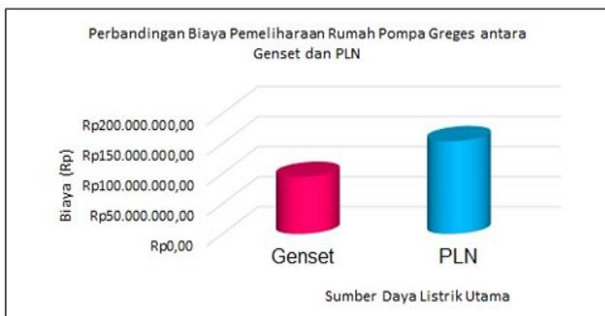 Perbandingan Biaya Pemeliharaan Rumah Pompa Greges antara
Genset dan PLN
Biaya (Rp)
Rp200.000.000,00
Rp150.000.000,00
Rp100.000.000,00
Rp50.000.000,00
Rp0,00
Genset PLN
Sumber Daya Listrik Utama